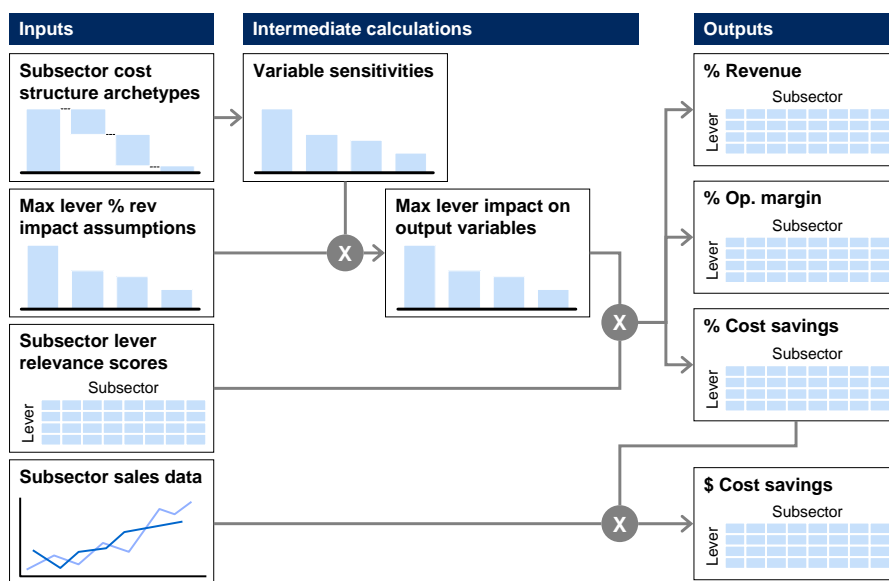 Inputs
Intermediate calculations
Outputs
Subsector cost
structure archetypes
Variable sensitivities
% Revenue
Subsector
Lever
Max lever % rev
impact assumptions
X
Max lever impact on
output variables
% Op. margin
Subsector
Lever
X
Subsector lever
relevance scores
Subsector
Lever
% Cost savings
Subsector
Lever
Subsector sales data
X
$ Cost savings
Subsector
Lever